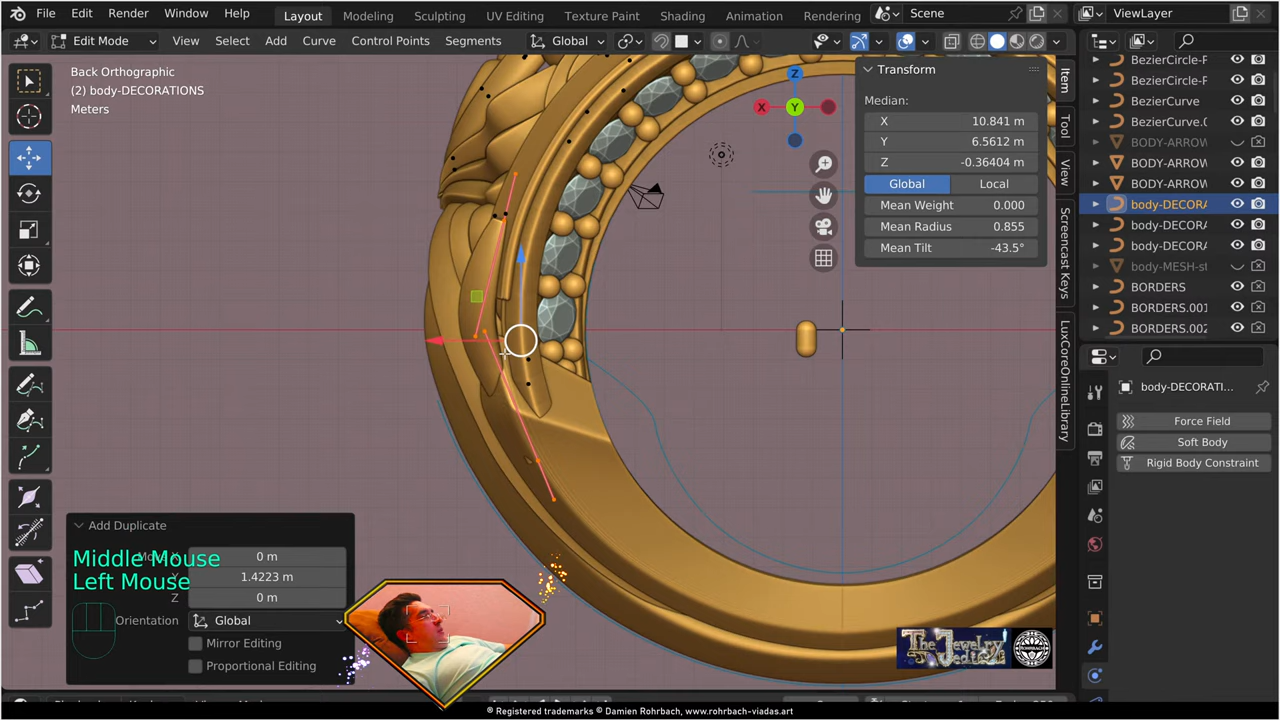 File Edit Render Window Help Layout Modeling Sculpting UV Editing Texture Paint Shading Animation Rendering Scene ViewLayer
Edit Mode View Select Add Curve Control Points Segments Global
Back Orthographic
(2) body-DECORATIONS
Meters
Transform
Median:
X 10.841 m
Y 6.5612 m
Z -0.36404 m
Global Local
Mean Weight 0.000
Mean Radius 0.855
Mean Tilt -43.5°
Z
X
Y
Item
Tool
View
Screencast Keys
LuxCoreOnlineLibrary
BezierCircle-F
BezierCircle-F
BezierCurve
BezierCurve.0
BODY-ARROW
BODY-ARROW
BODY-ARROW
body-DECORA
body-DECORA
body-DECORA
body-MESH-st
BORDERS
BORDERS.001
BORDERS.002
body-DECORATI...
Force Field
Soft Body
Rigid Body Constraint
Add Duplicate
0 m
Middle Mouse
1.4223 m
Left Mouse
Z 0 m
Orientation Global
Mirror Editing
Proportional Editing
The Jewelry
ROHRBACH
® Registered trademarks © Damien Rohrbach, www.rohrbach-viadas.art